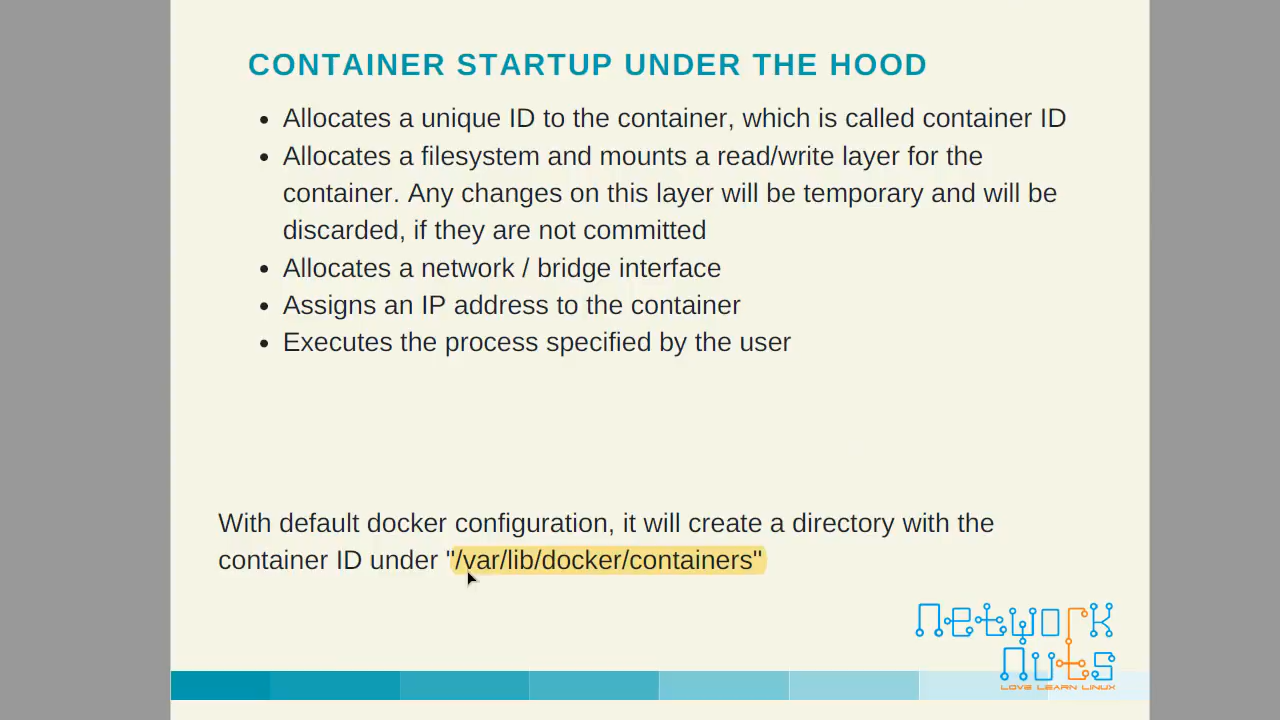 CONTAINER STARTUP UNDER THE HOOD
• Allocates a unique ID to the container, which is called container ID
• Allocates a filesystem and mounts a read/write layer for the
container. Any changes on this layer will be temporary and will be
discarded, if they are not committed
• Allocates a network / bridge interface
• Assigns an IP address to the container
• Executes the process specified by the user
With default docker configuration, it will create a directory with the
container ID under "/var/lib/docker/containers"
network
nuts
LOVE LEARN LINUX